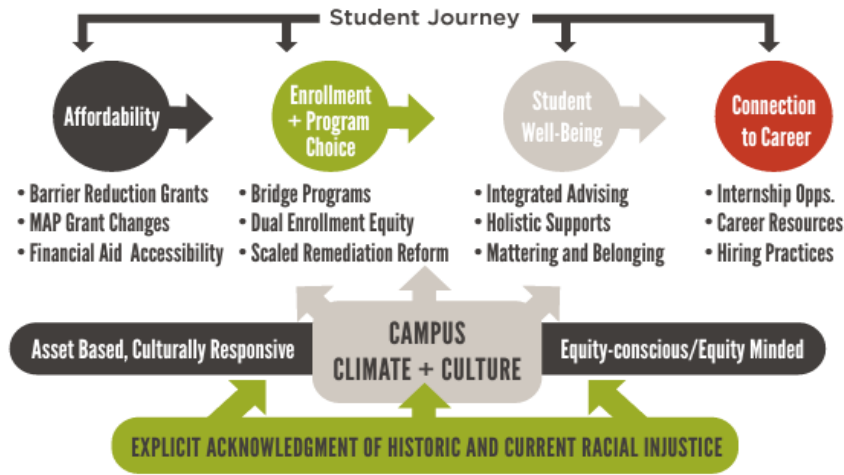 Student Journey
Affordability
Enrollment
+ Program
Choice
Student
Well-Being
Connection
to Career
• Barrier Reduction Grants
• MAP Grant Changes
• Financial Aid Accessibility
• Bridge Programs
• Dual Enrollment Equity
• Scaled Remediation Reform
• Integrated Advising
• Holistic Supports
• Mattering and Belonging
• Internship Opps.
• Career Resources
• Hiring Practices
Asset Based, Culturally Responsive
CAMPUS
CLIMATE + CULTURE
Equity-conscious/Equity Minded
EXPLICIT ACKNOWLEDGMENT OF HISTORIC AND CURRENT RACIAL INJUSTICE